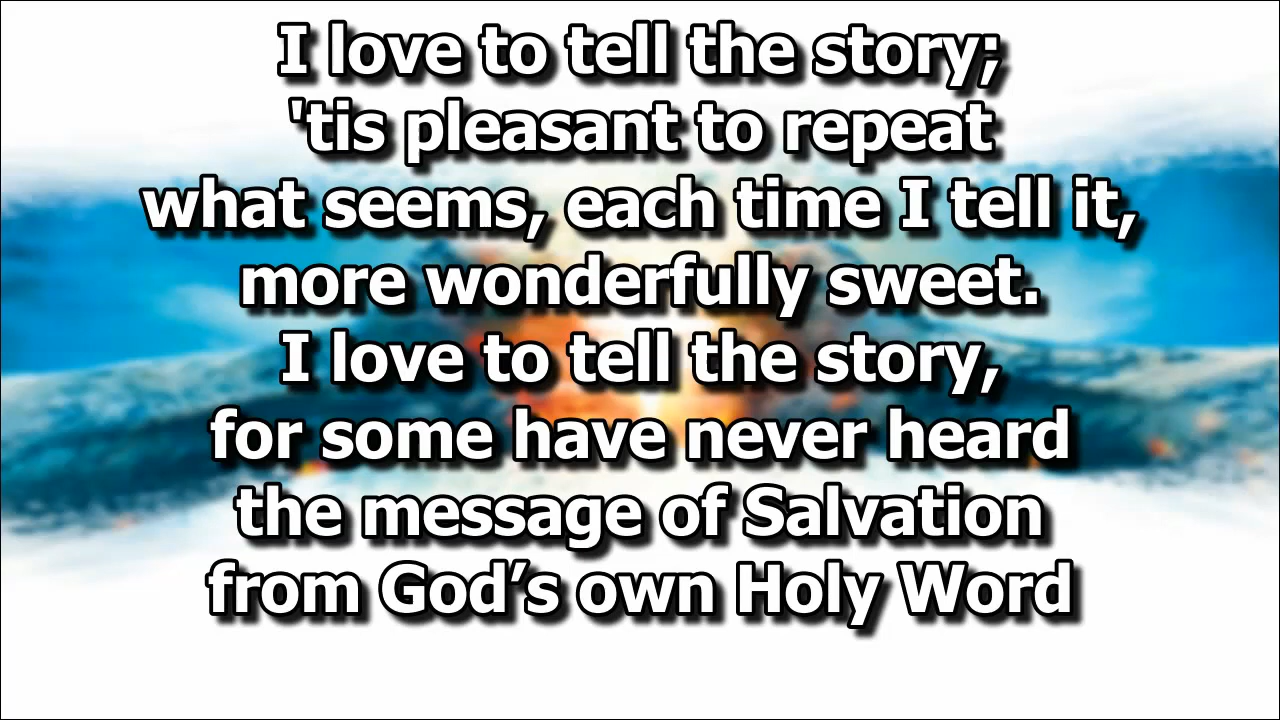 I love to tell the story;
'tis pleasant to repeat
what seems, each time I tell it,
more wonderfully sweet.
I love to tell the story,
for some have never heard
the message of Salvation
from God’s own Holy Word